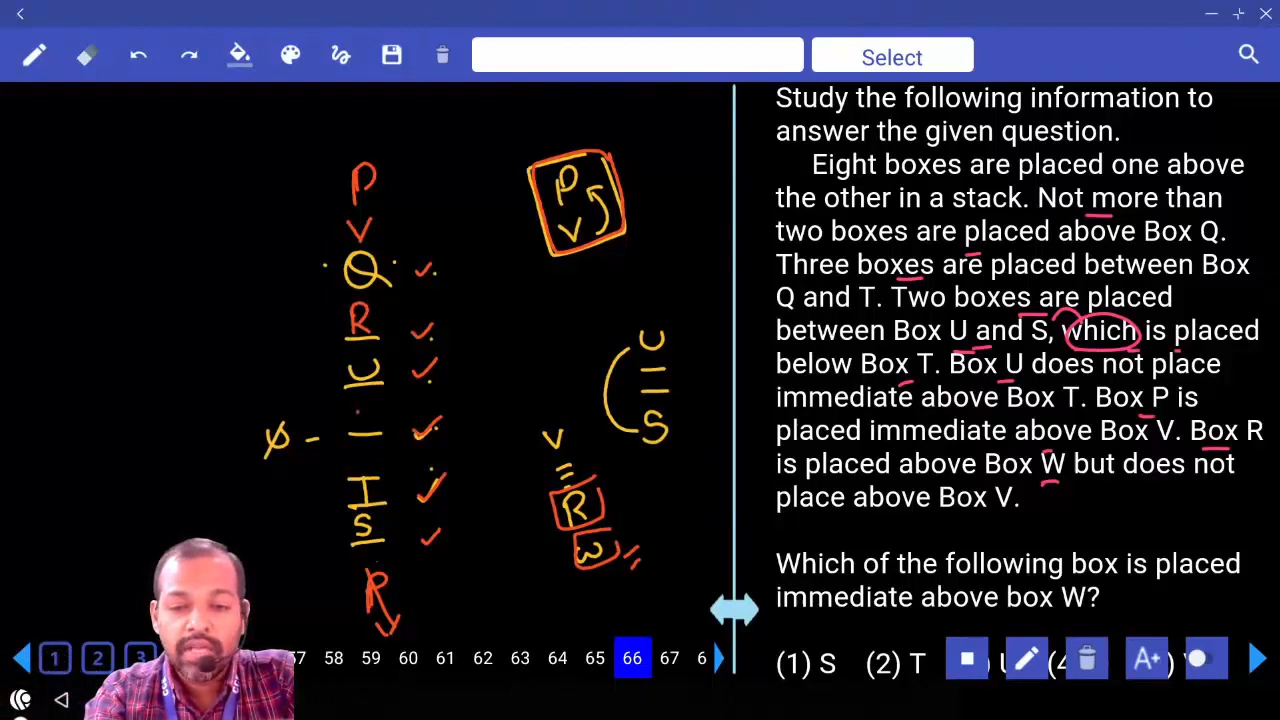 Select
Study the following information to
answer the given question.
Eight boxes are placed one above
the other in a stack. Not more than
two boxes are placed above Box Q.
Three boxes are placed between Box
Q and T. Two boxes are placed
between Box U and S, which is placed
below Box T. Box U does not place
immediate above Box T. Box P is
placed immediate above Box V. Box R
is placed above Box W but does not
place above Box V.
Which of the following box is placed
immediate above box W?
(1) S (2) T
P
V
Q
R
U
T
S
R
P
V
U
S
V
R
W
1 2 3 57 58 59 60 61 62 63 64 65 66 67 6
A+